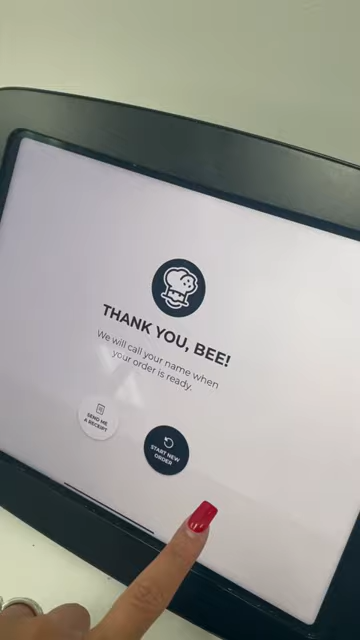 THANK YOU, BEE!
We will call your name when
your order is ready.
SEND ME
A RECEIPT
START NEW
ORDER